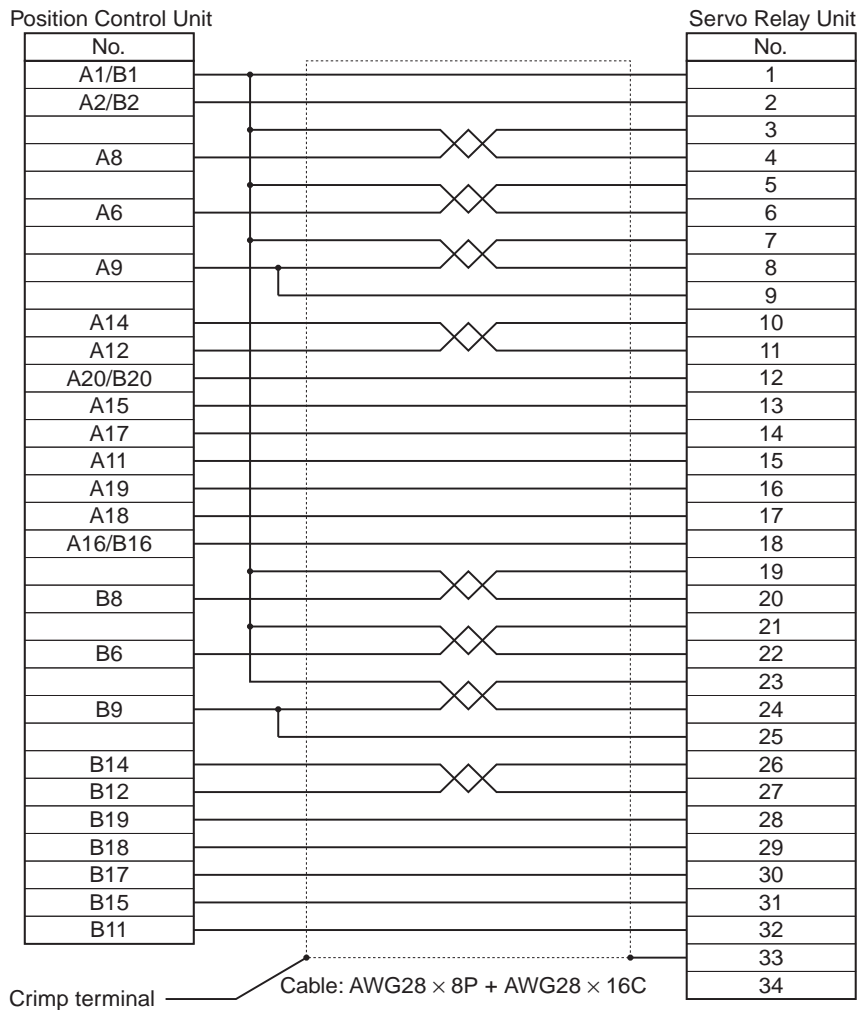 Position Control Unit Servo Relay Unit
No. No.
A1/B1 1
A2/B2 2
3
A8 4
5
A6 6
7
A9 8
9
A14 10
A12 11
A20/B20 12
A15 13
A17 14
A11 15
A19 16
A18 17
A16/B16 18
19
B8 20
21
B6 22
23
B9 24
25
B14 26
B12 27
B19 28
B18 29
B17 30
B15 31
B11 32
33
Cable: AWG28 × 8P + AWG28 × 16C 34
Crimp terminal